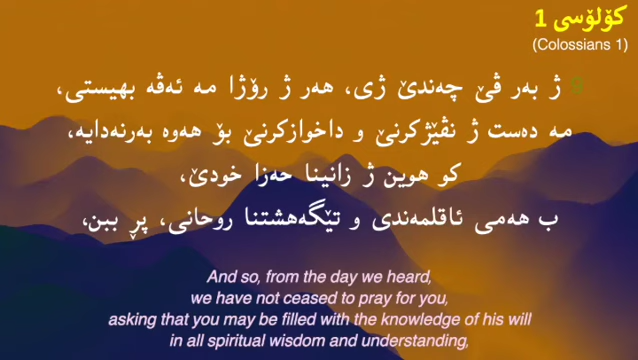 کۆلۆسی 1
(Colossians 1)
9 ژ بەر ڤێ چەندێ ژی، هەر ژ رۆژا مە ئەڤە بهیستی،
مە دەست ژ نڤێژکرنێ و داخوازکرنێ بۆ هەوە بەرنەدایە،
کو هوین ژ زانینا حەزا خودێ،
ب هەمی ئاقلمەندی و تێگەهشتنا روحانی، پڕ ببن،
And so, from the day we heard,
we have not ceased to pray for you,
asking that you may be filled with the knowledge of his will
in all spiritual wisdom and understanding,